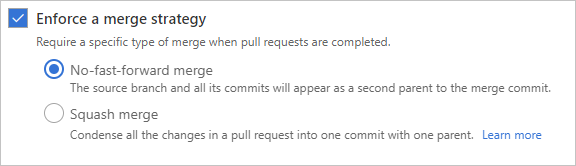 Enforce a merge strategy
Require a specific type of merge when pull requests are completed.
No-fast-forward merge
The source branch and all its commits will appear as a second parent to the merge commit.
Squash merge
Condense all the changes in a pull request into one commit with one parent. Learn more